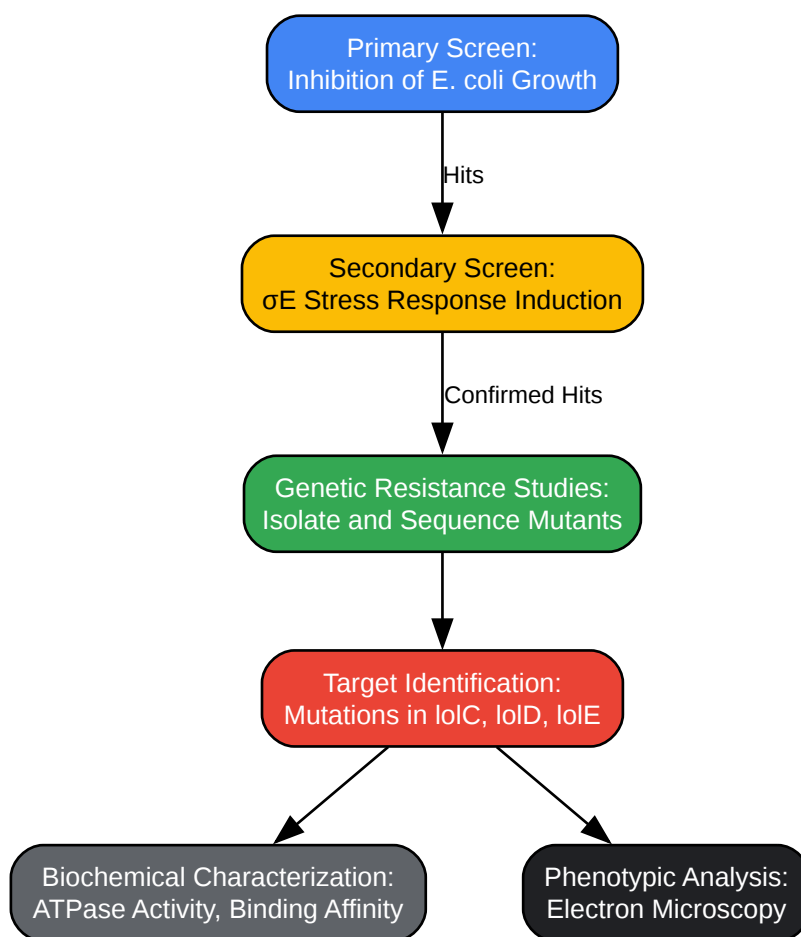 Primary Screen:
Inhibition of E. coli Growth
Hits
Secondary Screen:
σE Stress Response Induction
Confirmed Hits
Genetic Resistance Studies:
Isolate and Sequence Mutants
Target Identification:
Mutations in lolC, lolD, lolE
Biochemical Characterization:
ATPase Activity, Binding Affinity
Phenotypic Analysis:
Electron Microscopy